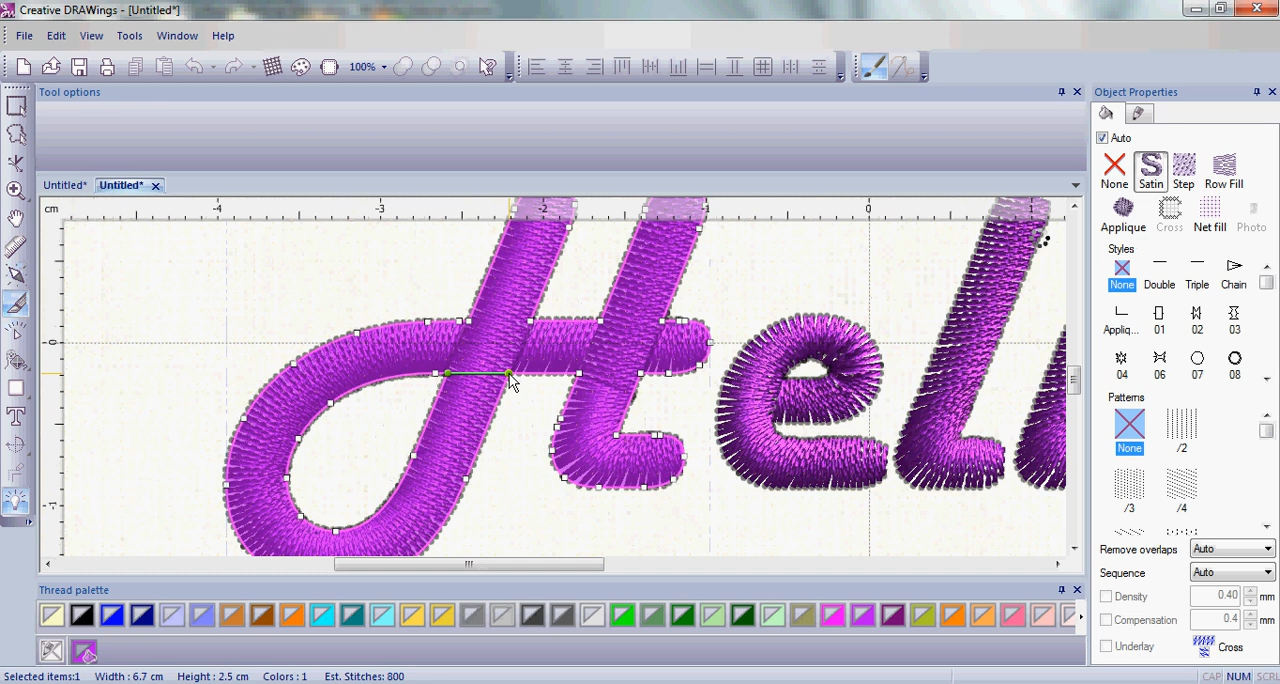 Creative DRAWings - [Untitled*]
File Edit View Tools Window Help
100%
Tool options
Object Properties
Auto
None Satin Step Row Fill
Applique Cross Net fill Photo
Styles
None Double Triple Chain
Appliq... 01 02 03
04 06 07 08
Patterns
None /2
/3 /4
Remove overlaps Auto
Sequence Auto
Density 0.40 mm
Compensation 0.4 mm
Underlay Cross
Untitled* Untitled*
cm -4 -3 -2 -1 0 1
0
-1
Hell
Thread palette
Selected items:1 Width : 6.7 cm Height : 2.5 cm Colors : 1 Est. Stitches: 800
CAP NUM SCRL